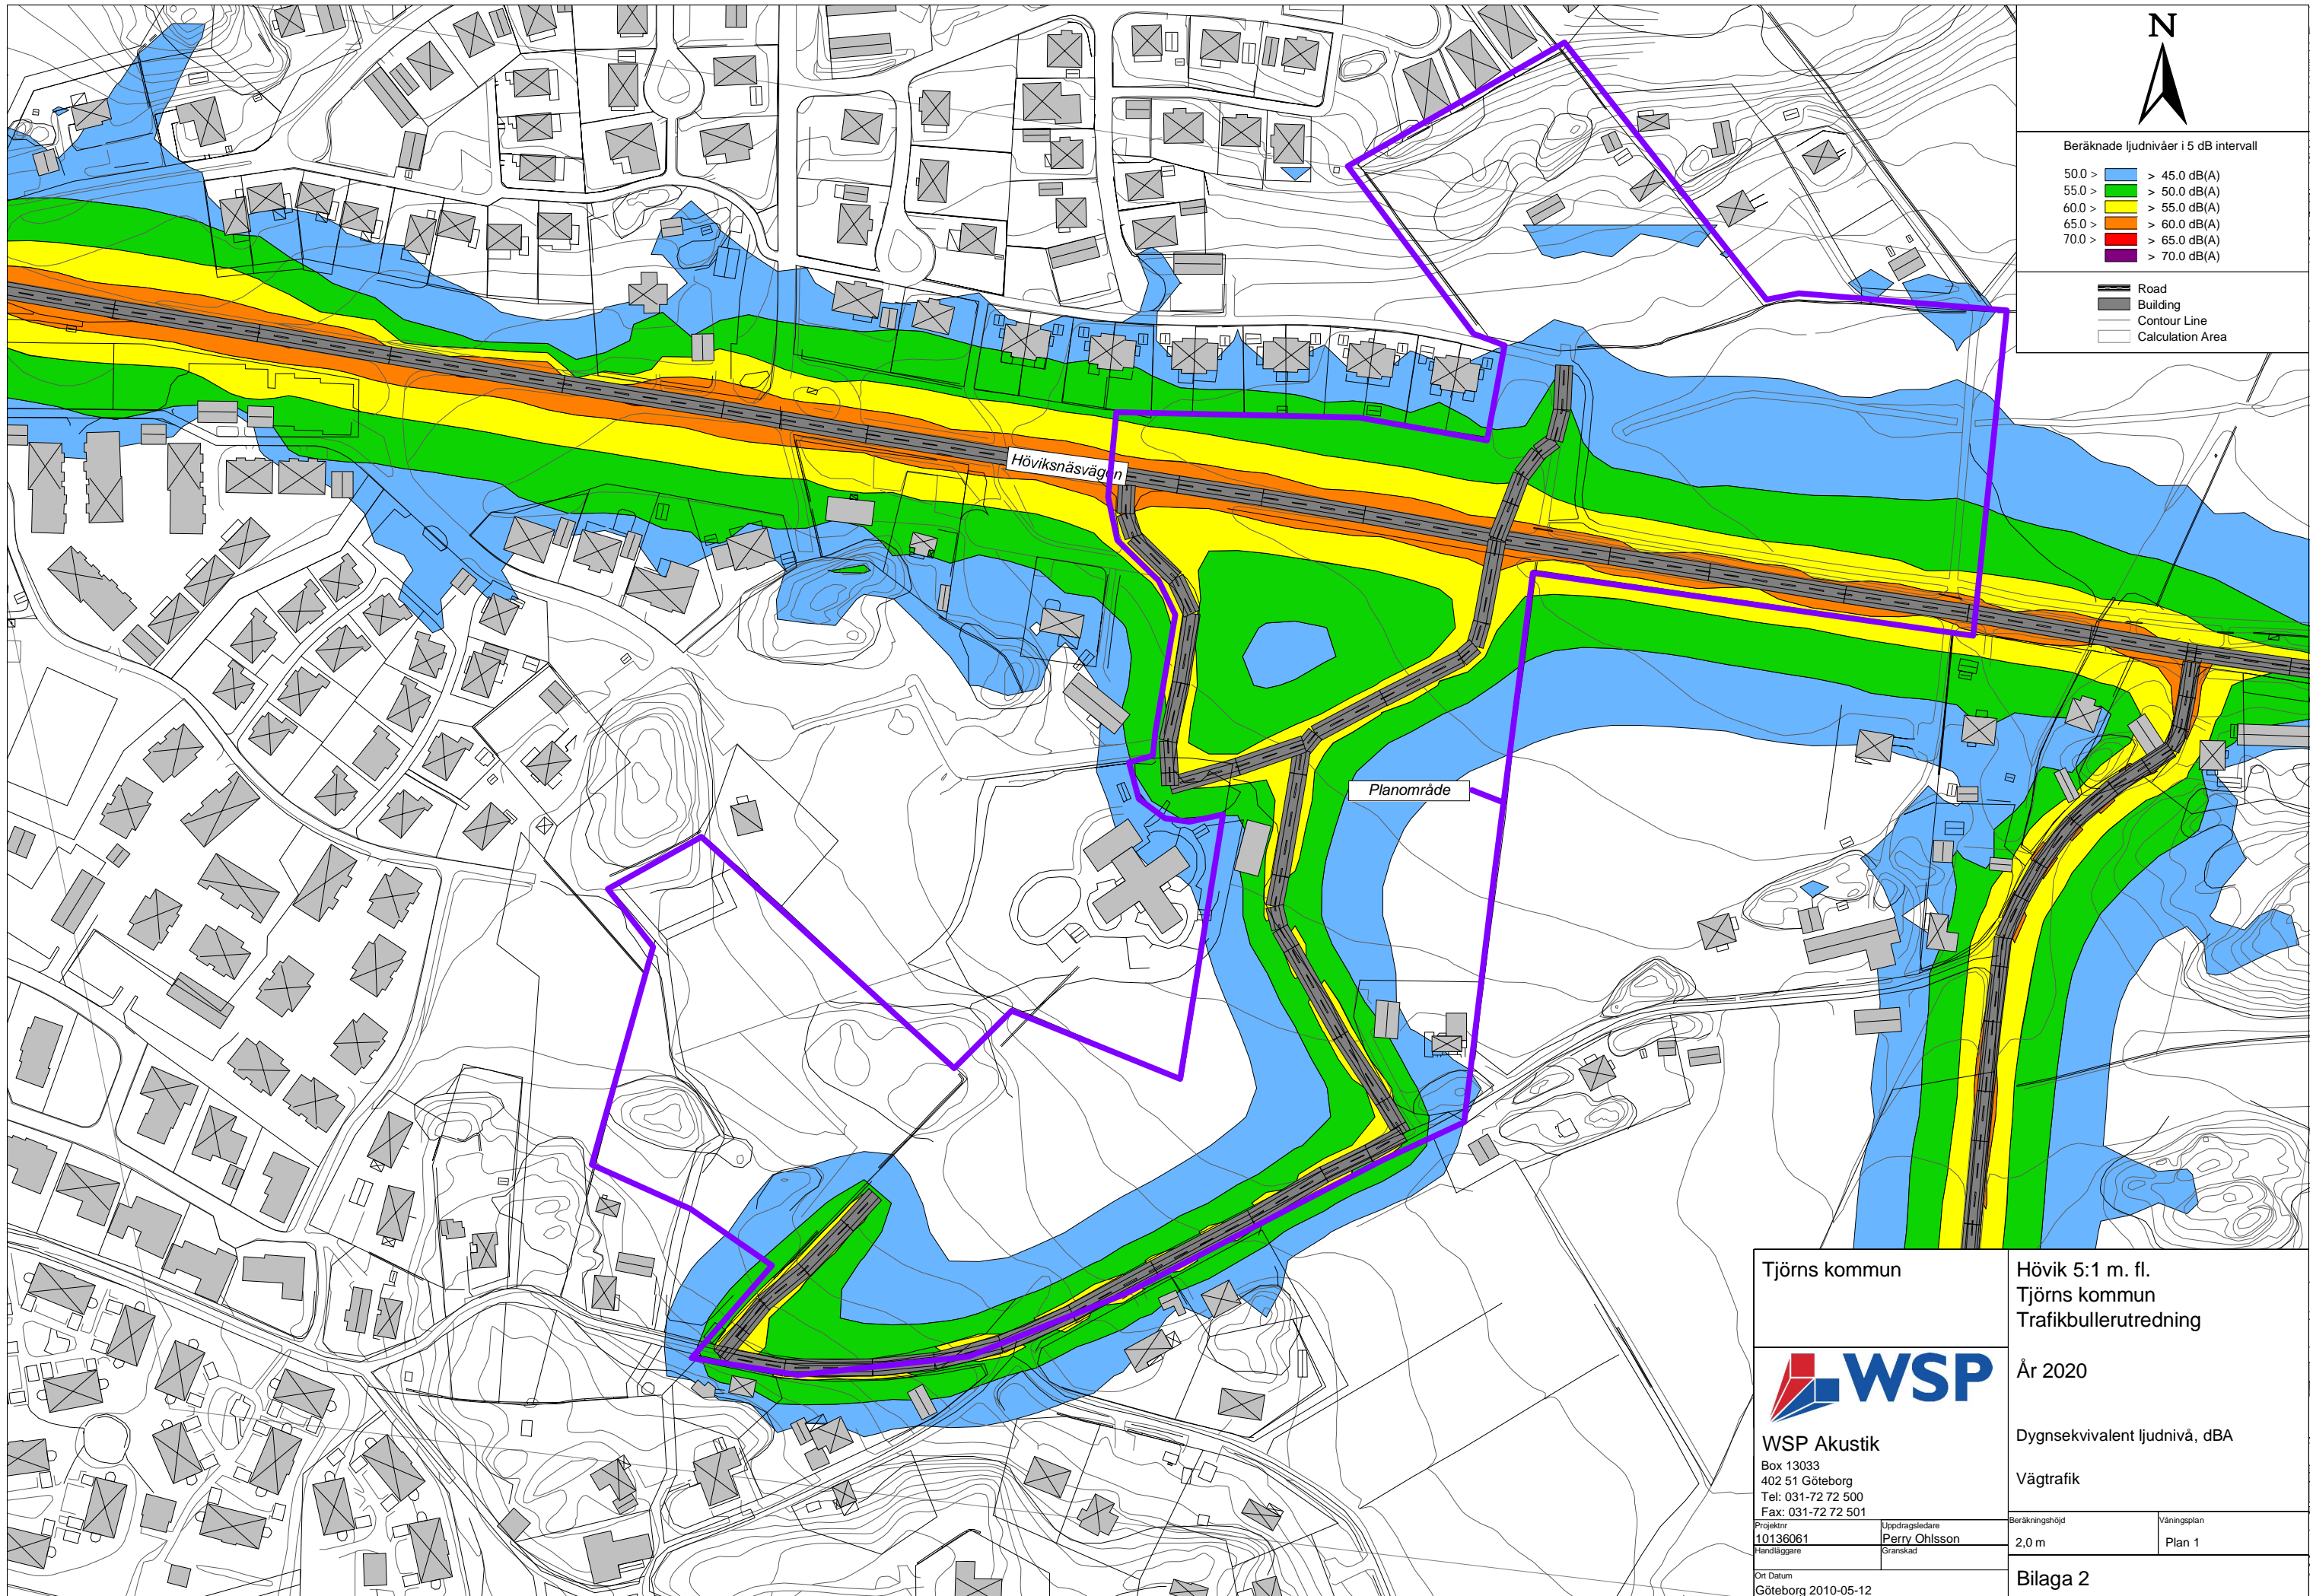 N
Beräknade ljudnivåer i 5 dB intervall
50.0 > > 45.0 dB(A)
55.0 > > 50.0 dB(A)
60.0 > > 55.0 dB(A)
65.0 > > 60.0 dB(A)
70.0 > > 65.0 dB(A)
> 70.0 dB(A)
Road
Building
Contour Line
Calculation Area
Höviksnäsvägen
Planområde
Tjörns kommun
WSP
WSP Akustik
Box 13033
402 51 Göteborg
Tel: 031-72 72 500
Fax: 031-72 72 501
Projektnr
10136061
Uppdragsledare
Perry Ohlsson
Handläggare
Granskad
Ort Datum
Göteborg 2010-05-12
Hövik 5:1 m. fl.
Tjörns kommun
Trafikbullerutredning
År 2020
Dygnsekvivalent ljudnivå, dBA
Vägtrafik
Beräkningshöjd
2,0 m
Våningsplan
Plan 1
Bilaga 2